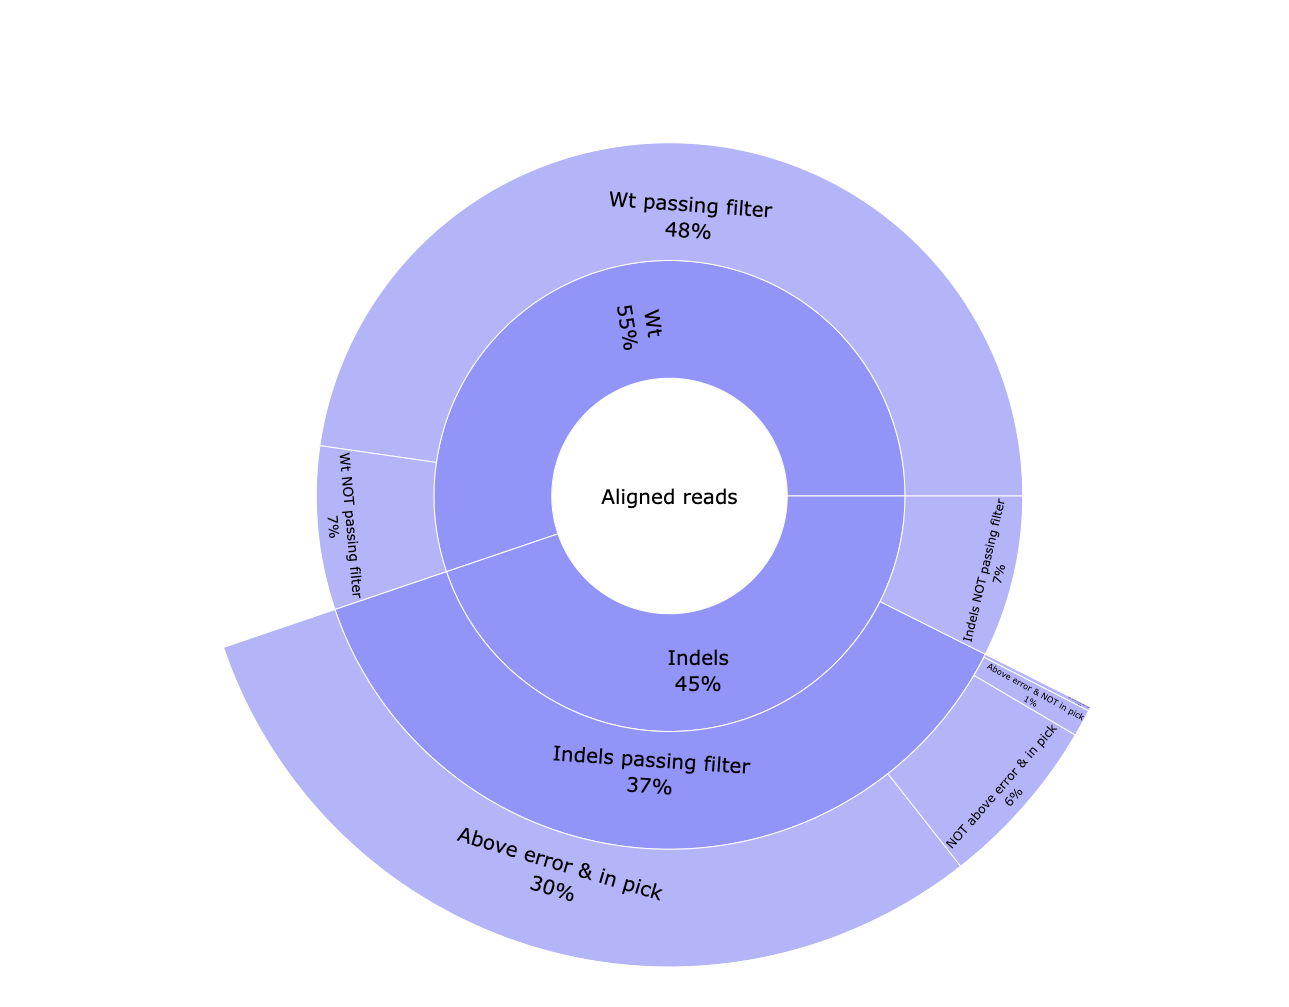 Wt passing filter
48%
Wt
55%
Wt NOT passing filter
7%
Aligned reads
Indels NOT passing filter
7%
Indels
45%
Above error & NOT in pick
1%
Indels passing filter
37%
NOT above error & in pick
6%
Above error & in pick
30%